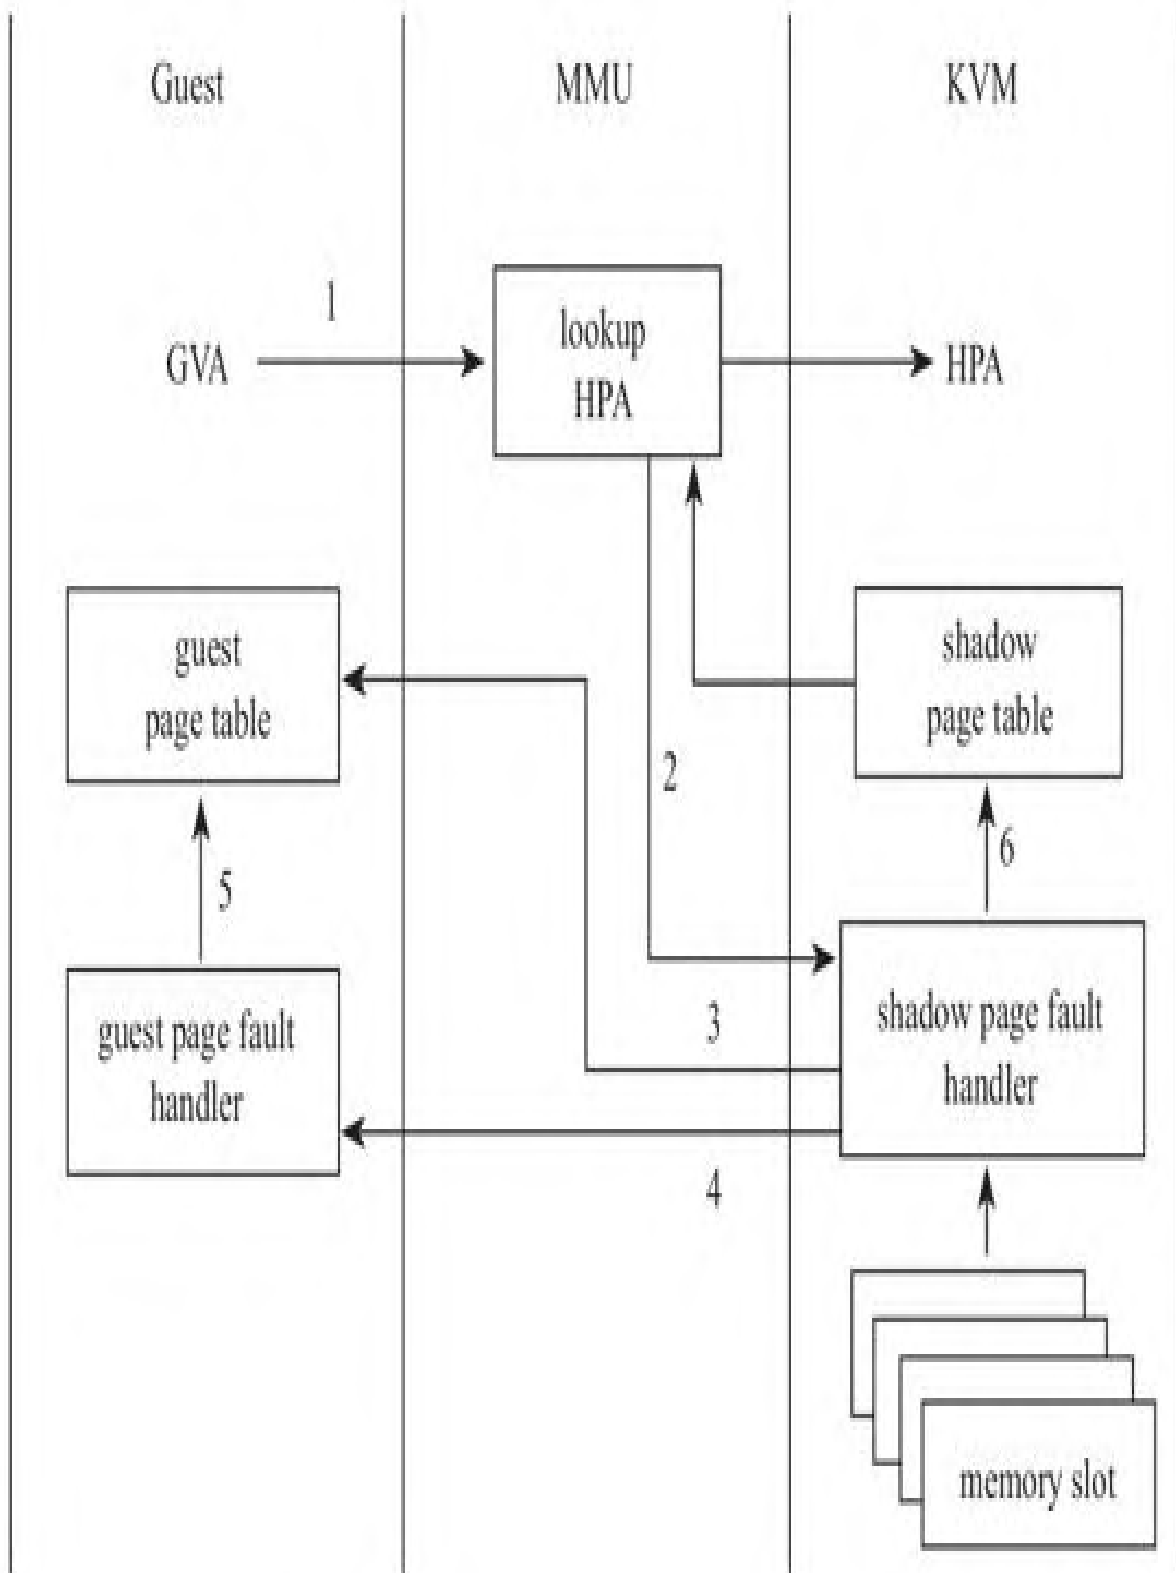 Guest
MMU
KVM
1
GVA
lookup
HPA
HPA
guest
page table
shadow
page table
2
6
5
guest page fault
handler
3
shadow page fault
handler
4
memory slot